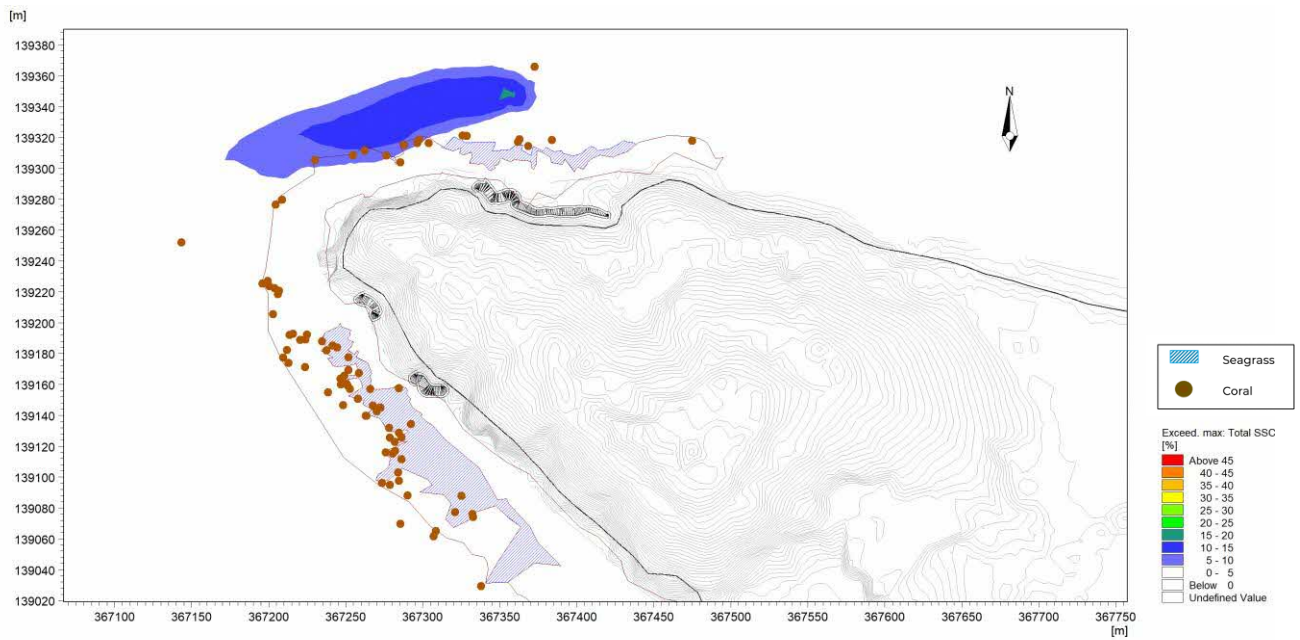 [m]
139380
139360
139340
139320
139300
139280
139260
139240
139220
139200
139180
139160
139140
139120
139100
139080
139060
139040
139020
N
367100 367150 367200 367250 367300 367350 367400 367450 367500 367550 367600 367650 367700 367750
[m]
Seagrass
Coral
Exceed. max: Total SSC
[%]
Above 45
40 - 45
35 - 40
30 - 35
25 - 30
20 - 25
15 - 20
10 - 15
5 - 10
0 - 5
Below 0
Undefined Value